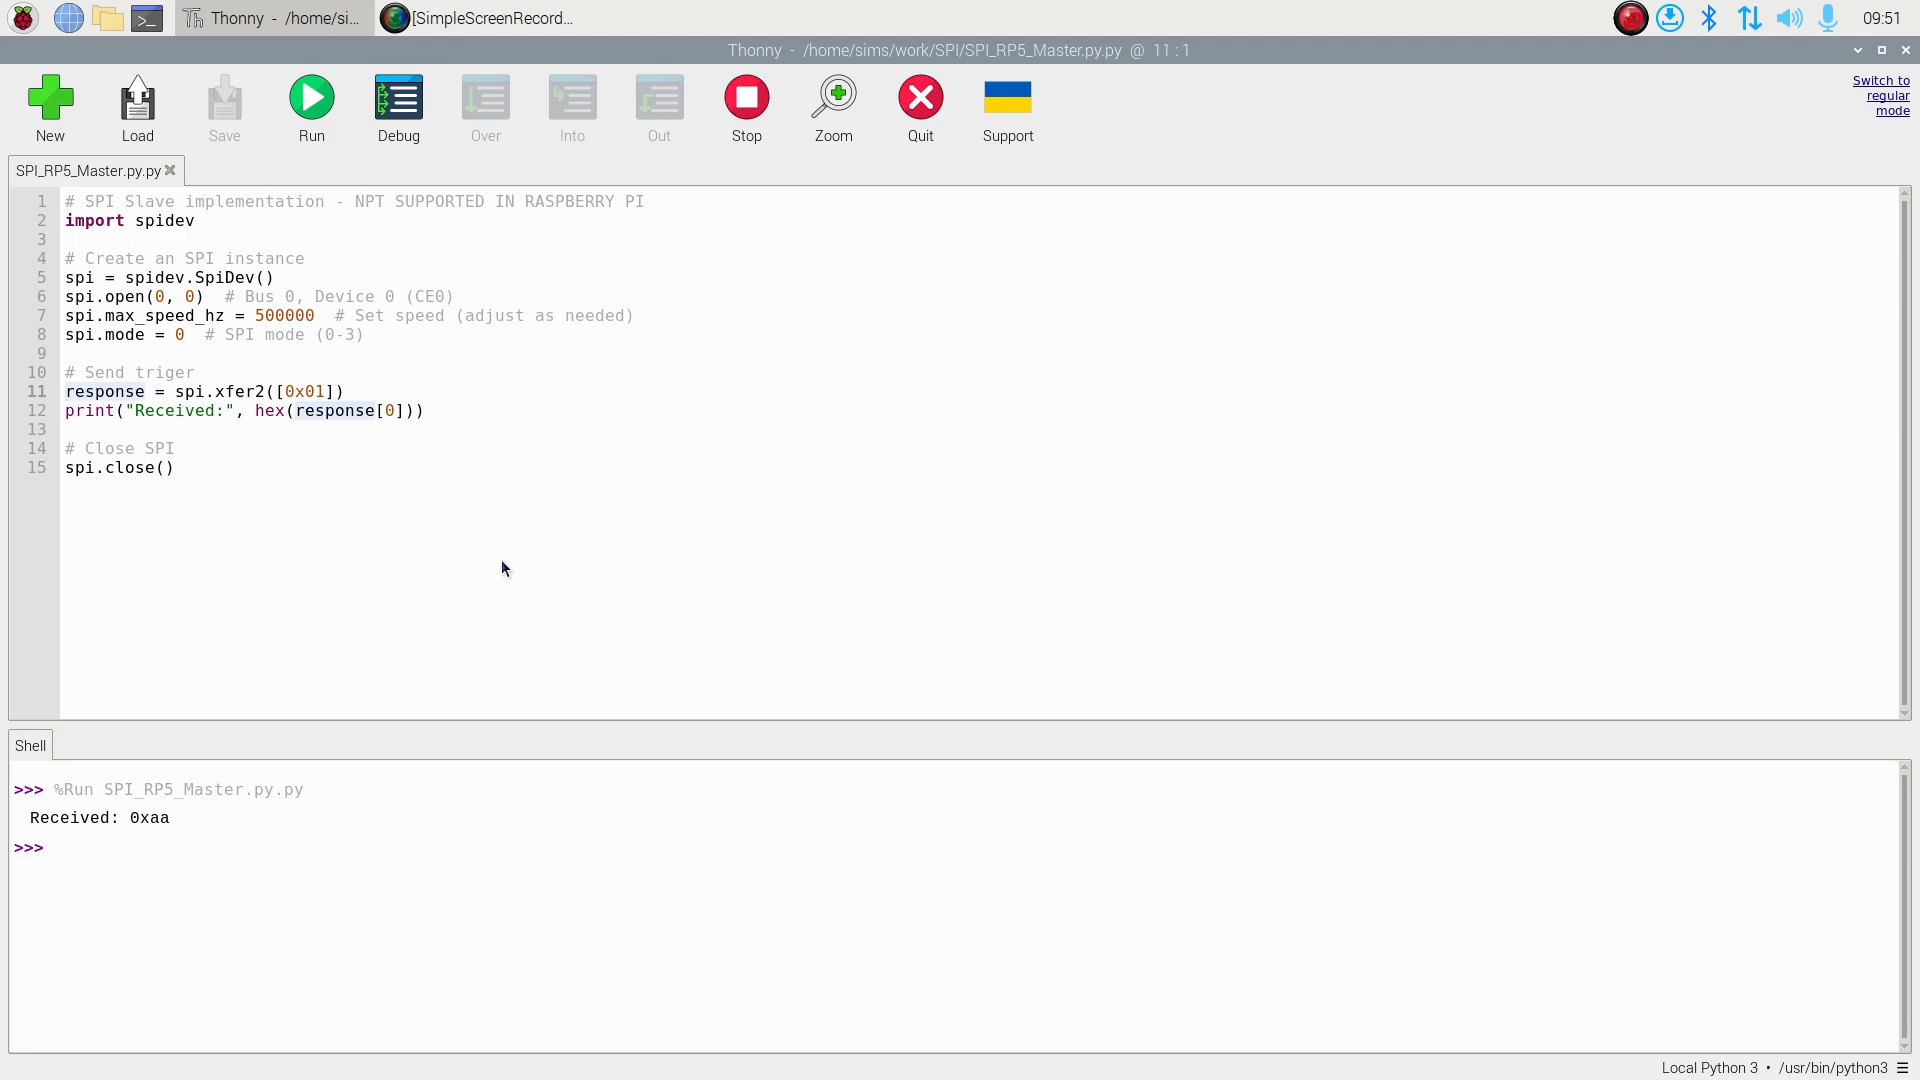 Thonny - /home/si...
[SimpleScreenRecord...
09:51
Thonny - /home/sims/work/SPI/SPI_RP5_Master.py.py @ 11 : 1
New
Load
Save
Run
Debug
Over
Into
Out
Stop
Zoom
Quit
Support
Switch to
regular
mode
SPI_RP5_Master.py.py
1 # SPI Slave implementation - NPT SUPPORTED IN RASPBERRY PI
2 import spidev
3
4 # Create an SPI instance
5 spi = spidev.SpiDev()
6 spi.open(0, 0)  # Bus 0, Device 0 (CE0)
7 spi.max_speed_hz = 500000  # Set speed (adjust as needed)
8 spi.mode = 0  # SPI mode (0-3)
9
10 # Send triger
11 response = spi.xfer2([0x01])
12 print("Received:", hex(response[0]))
13
14 # Close SPI
15 spi.close()
Shell
>>> %Run SPI_RP5_Master.py.py
Received: 0xaa
>>>
Local Python 3 • /usr/bin/python3 ☰